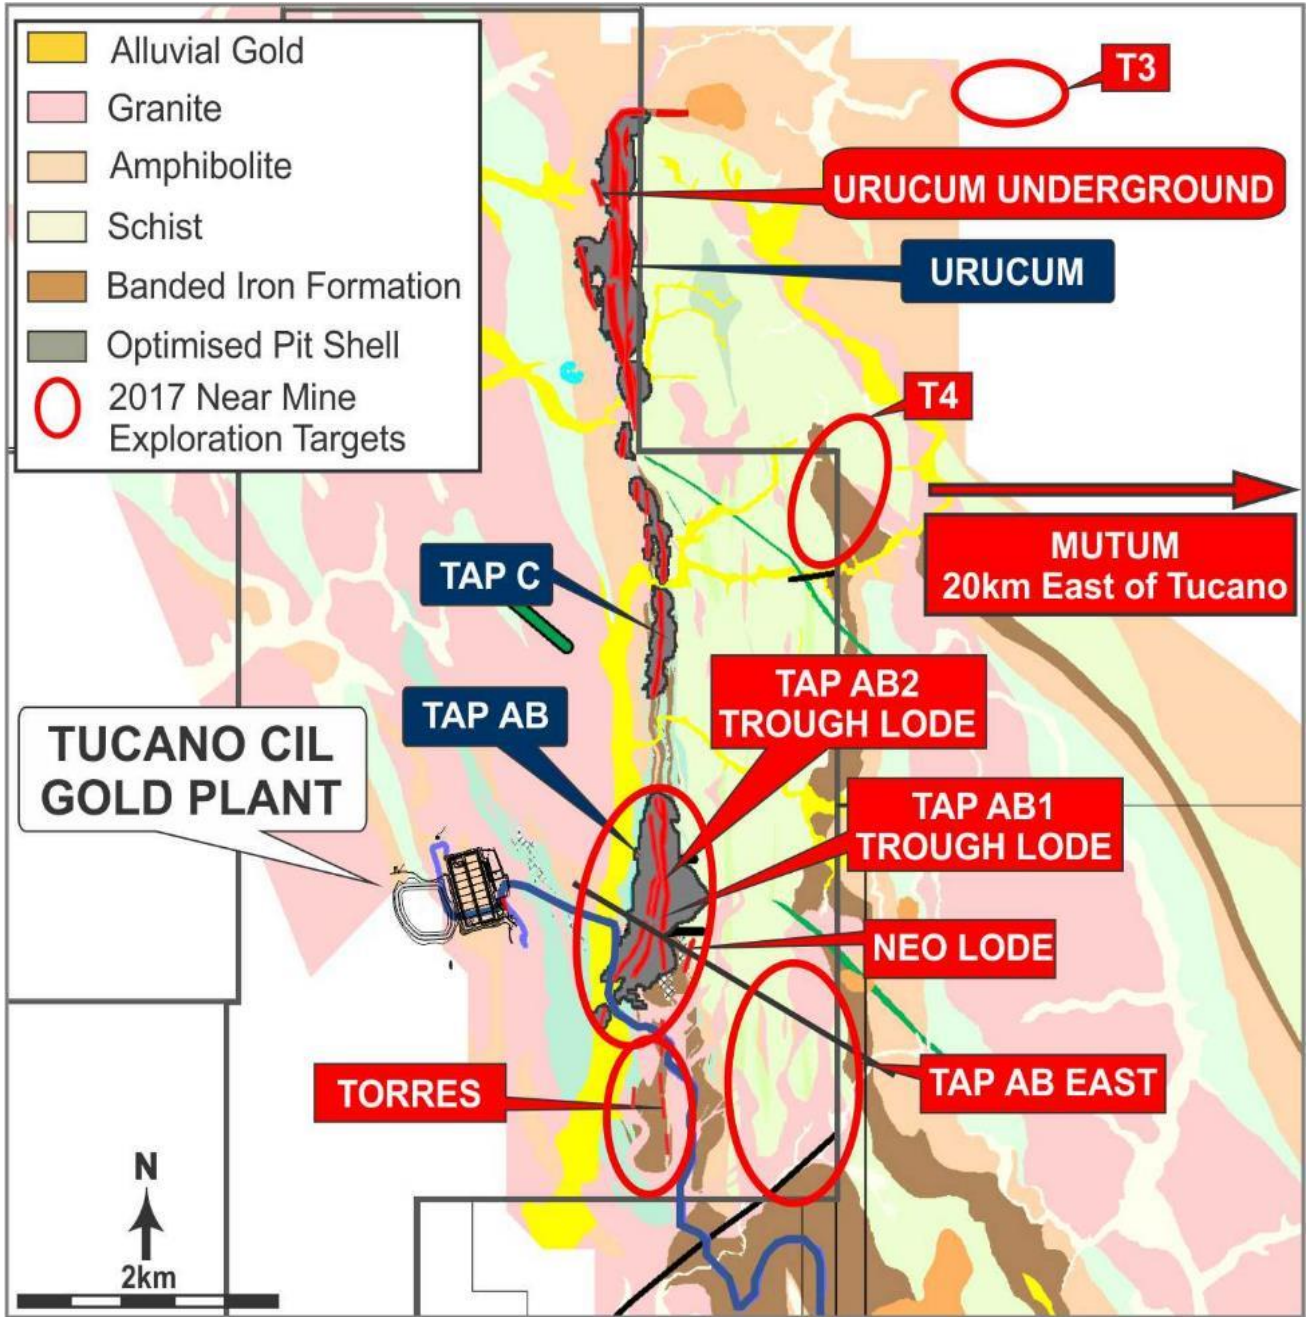 Alluvial Gold
Granite
Amphibolite
Schist
Banded Iron Formation
Optimised Pit Shell
2017 Near Mine
Exploration Targets
T3
URUCUM UNDERGROUND
URUCUM
T4
MUTUM
20km East of Tucano
TAP C
TAP AB2
TROUGH LODE
TAP AB
TUCANO CIL
GOLD PLANT
TAP AB1
TROUGH LODE
NEO LODE
TAP AB EAST
TORRES
N
2km